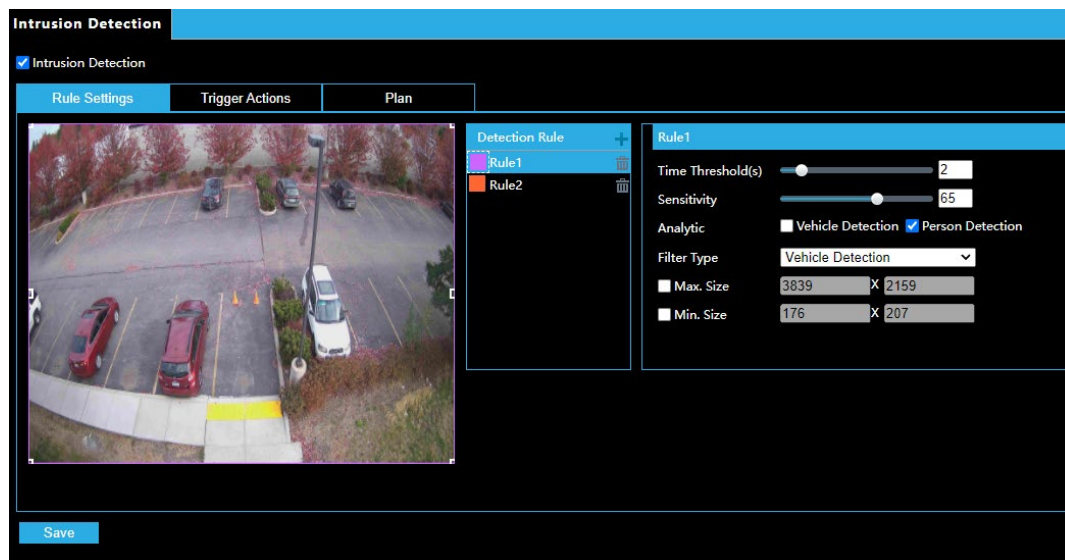 Intrusion Detection
Intrusion Detection
Rule Settings Trigger Actions Plan
Detection Rule
Rule1
Rule2
Rule1
Time Threshold(s) 2
Sensitivity 65
Analytic Vehicle Detection Person Detection
Filter Type Vehicle Detection
Max. Size 3839 X 2159
Min. Size 176 X 207
Save